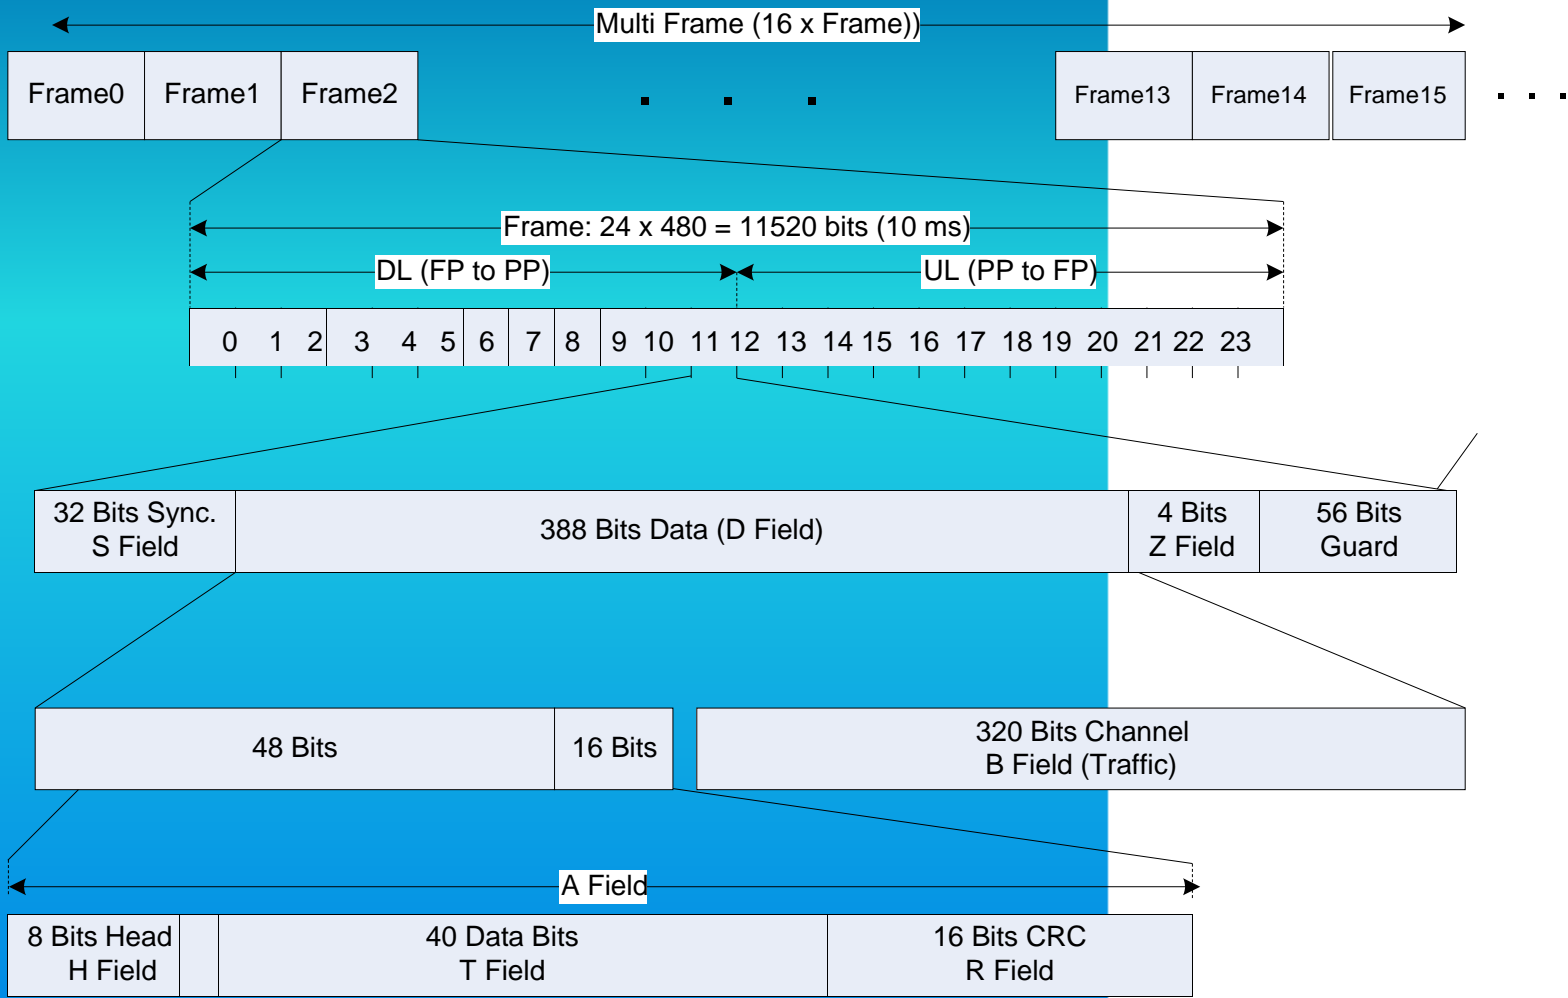 Multi Frame (16 x Frame))
Frame0 Frame1 Frame2 . . . Frame13 Frame14 Frame15 . . .
Frame: 24 x 480 = 11520 bits (10 ms)
DL (FP to PP) UL (PP to FP)
0 1 2 3 4 5 6 7 8 9 10 11 12 13 14 15 16 17 18 19 20 21 22 23
32 Bits Sync.
S Field
388 Bits Data (D Field)
4 Bits
Z Field
56 Bits
Guard
48 Bits
16 Bits
320 Bits Channel
B Field (Traffic)
A Field
8 Bits Head
H Field
40 Data Bits
T Field
16 Bits CRC
R Field